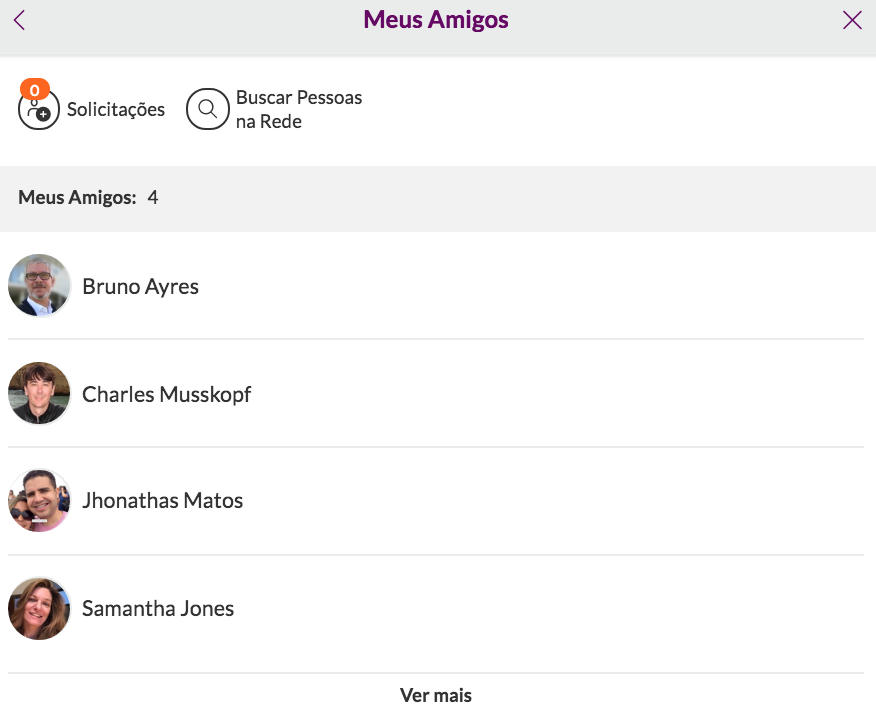 Meus Amigos
0
Solicitações
Buscar Pessoas
na Rede
Meus Amigos: 4
Bruno Ayres
Charles Musskopf
Jhonathas Matos
Samantha Jones
Ver mais